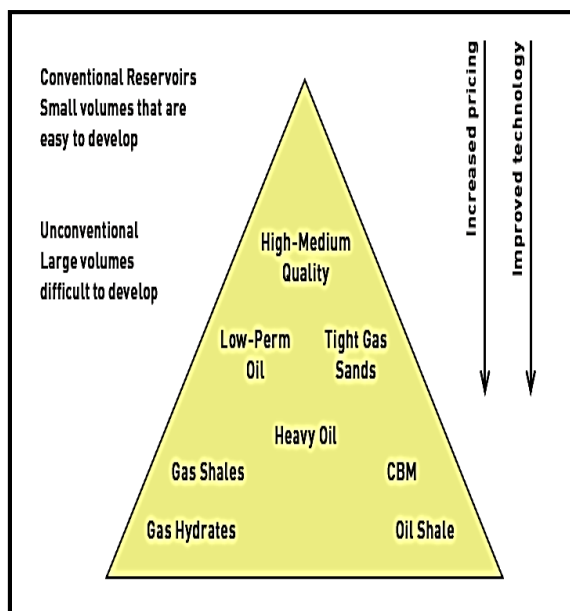 Conventional Reservoirs
Small volumes that are
easy to develop
Unconventional
Large volumes
difficult to develop
High-Medium
Quality
Low-Perm
Oil
Tight Gas
Sands
Heavy Oil
Gas Shales
CBM
Gas Hydrates
Oil Shale
Increased pricing
Improved technology